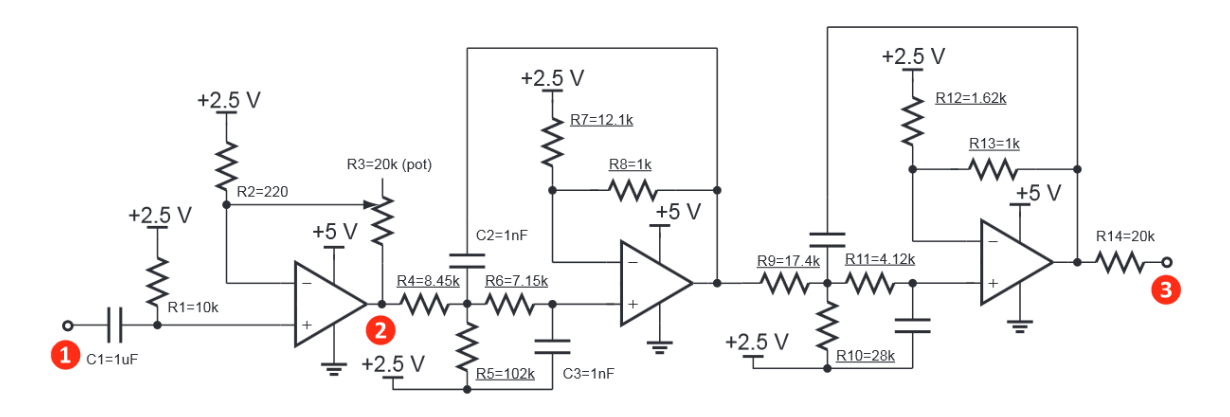 +2.5 V
R2=220
R3=20k (pot)
+2.5 V
R1=10k
+5 V
−
+
1
C1=1uF
2
C2=1nF
R4=8.45k
R6=7.15k
R5=102k
+2.5 V
C3=1nF
+2.5 V
R7=12.1k
R8=1k
+5 V
−
+
R9=17.4k
R11=4.12k
R10=28k
+2.5 V
+2.5 V
R12=1.62k
R13=1k
+5 V
−
+
R14=20k
3